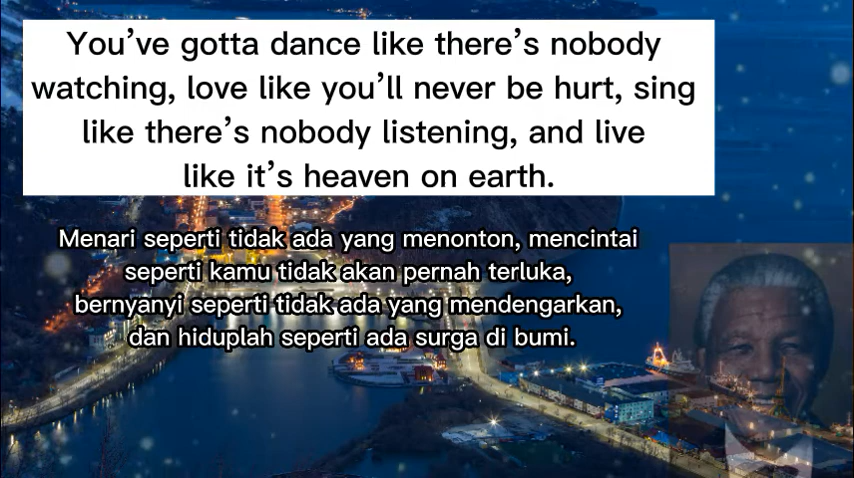 You’ve gotta dance like there’s nobody
watching, love like you’ll never be hurt, sing
like there’s nobody listening, and live
like it’s heaven on earth.
Menari seperti tidak ada yang menonton, mencintai
seperti kamu tidak akan pernah terluka,
bernyanyi seperti tidak ada yang mendengarkan,
dan hiduplah seperti ada surga di bumi.